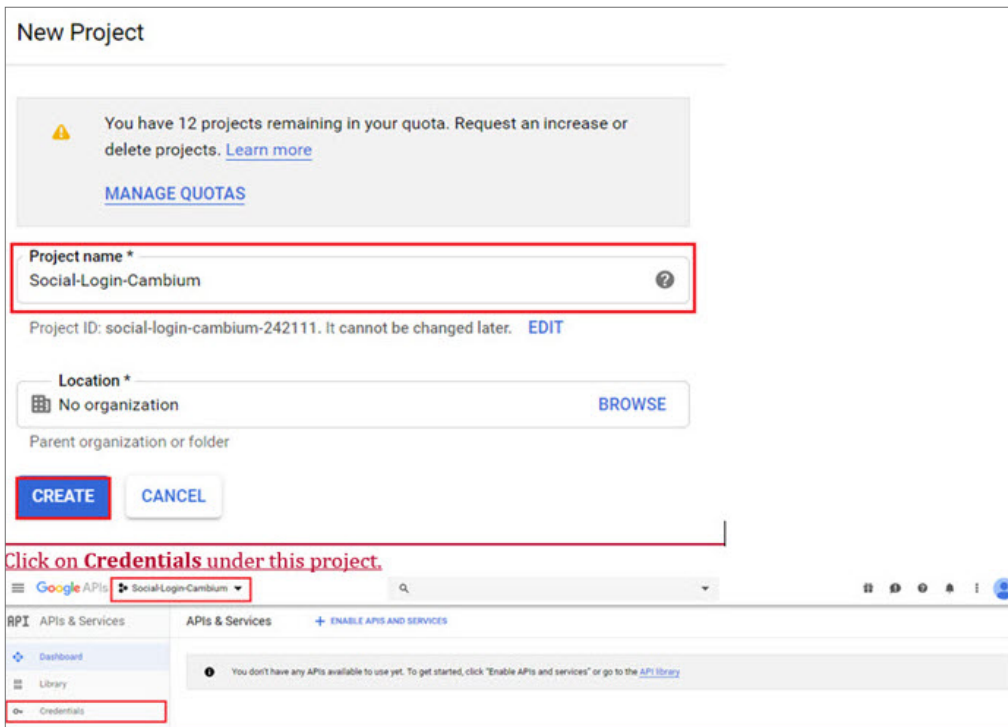 New Project
You have 12 projects remaining in your quota. Request an increase or
delete projects. Learn more
MANAGE QUOTAS
Project name *
Social-Login-Cambium
Project ID: social-login-cambium-242111. It cannot be changed later. EDIT
Location *
No organization BROWSE
Parent organization or folder
CREATE CANCEL
Click on Credentials under this project.
Google APIs Social-Login-Cambium
API APIs & Services APIs & Services + ENABLE APIS AND SERVICES
Dashboard
You don't have any APIs available to use yet. To get started, click "Enable APIs and services" or go to the API library
Library
Credentials